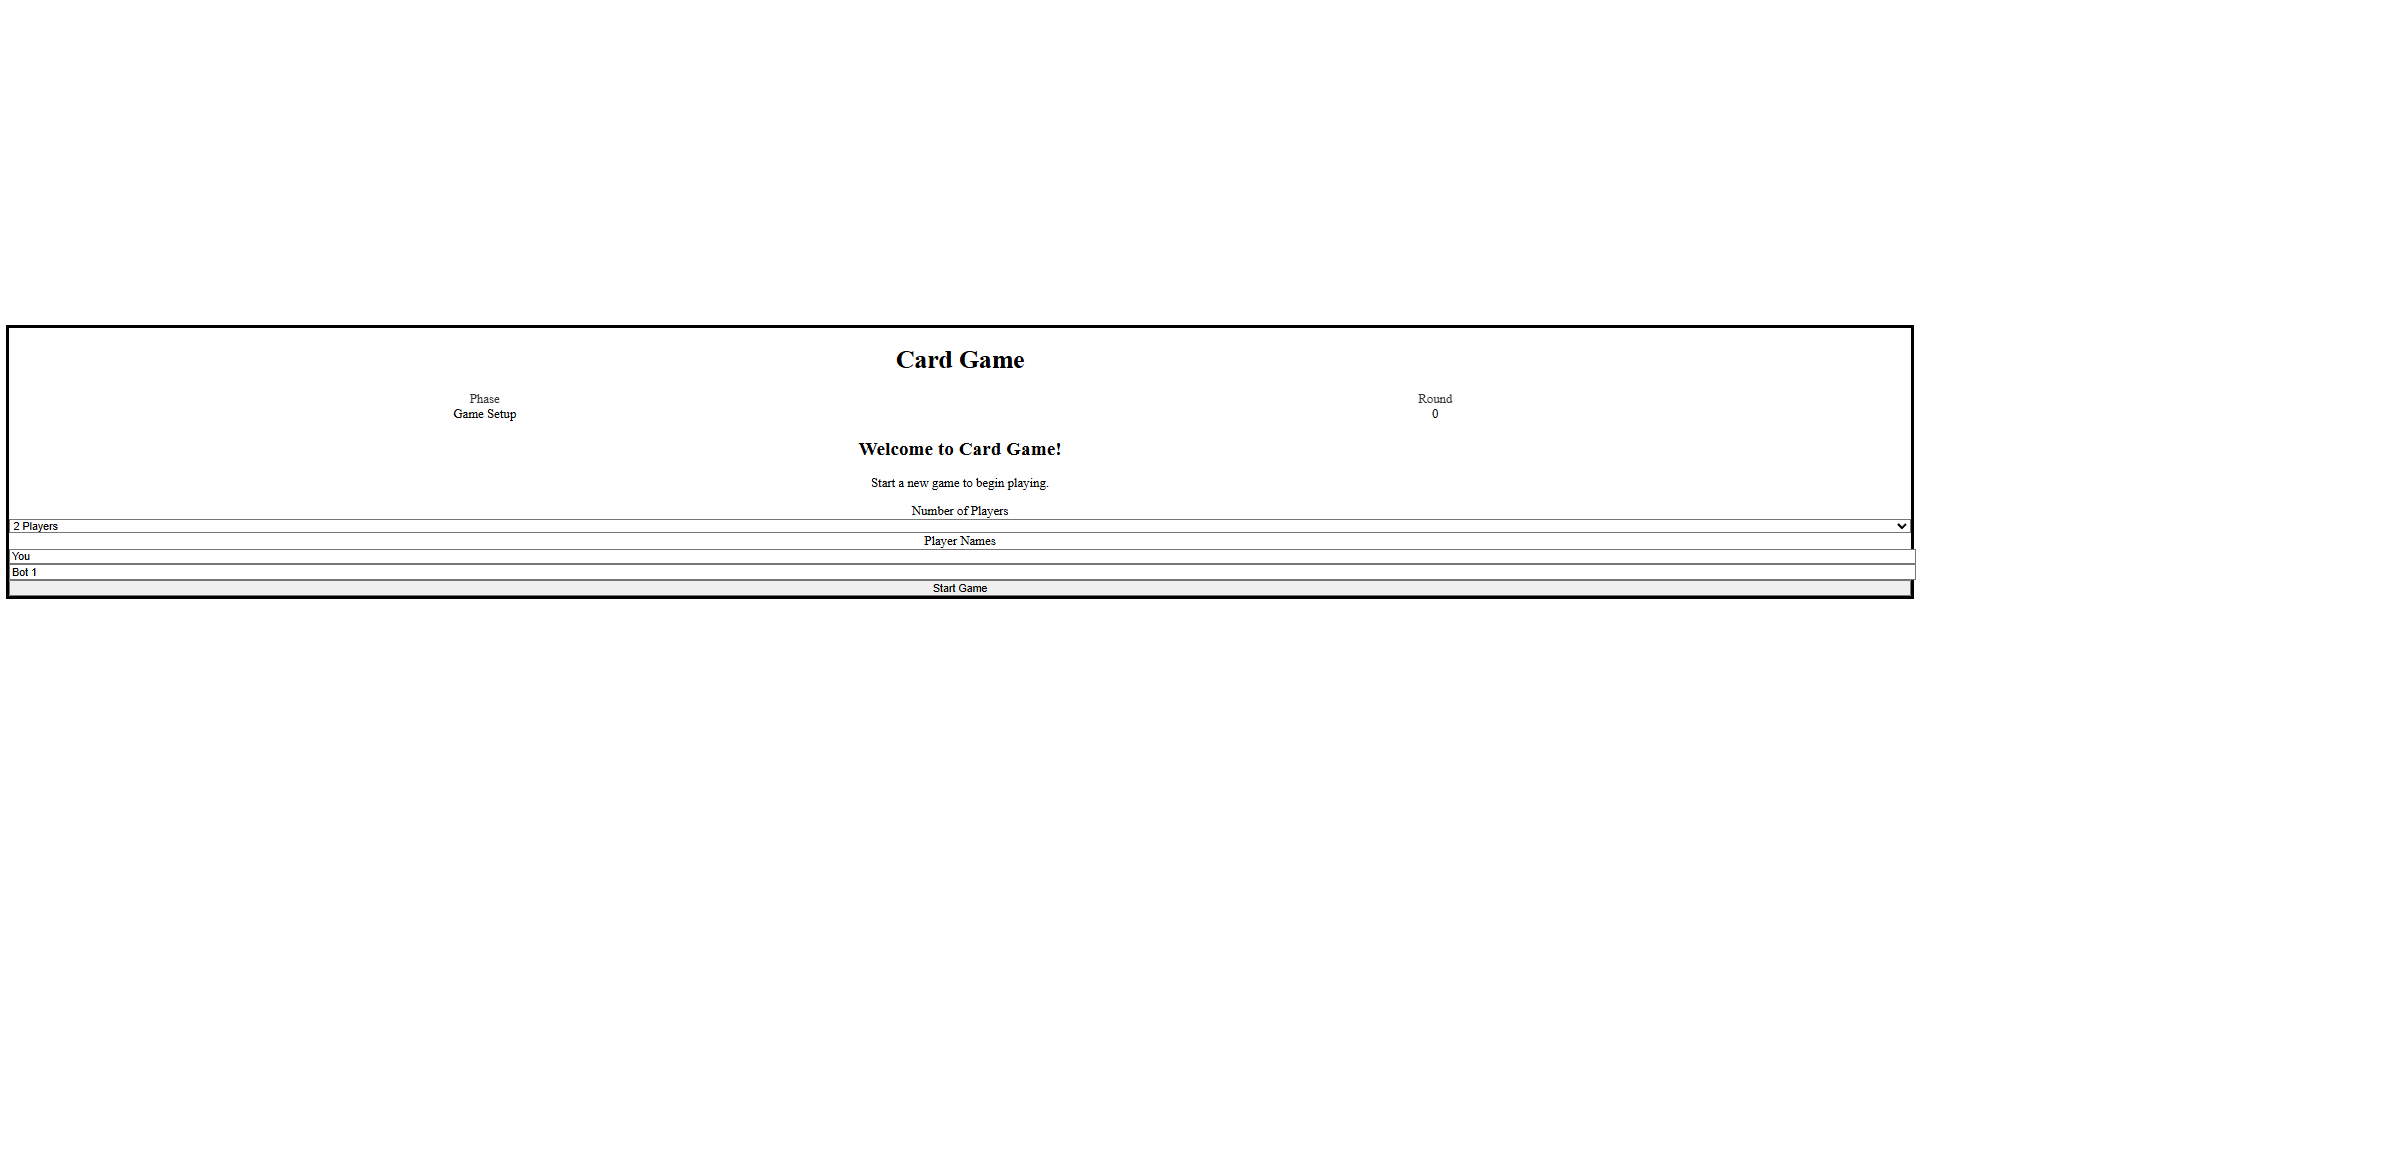 Card Game
Phase
Game Setup
Round
0
Welcome to Card Game!
Start a new game to begin playing.
Number of Players
2 Players
Player Names
You
Bot 1
Start Game